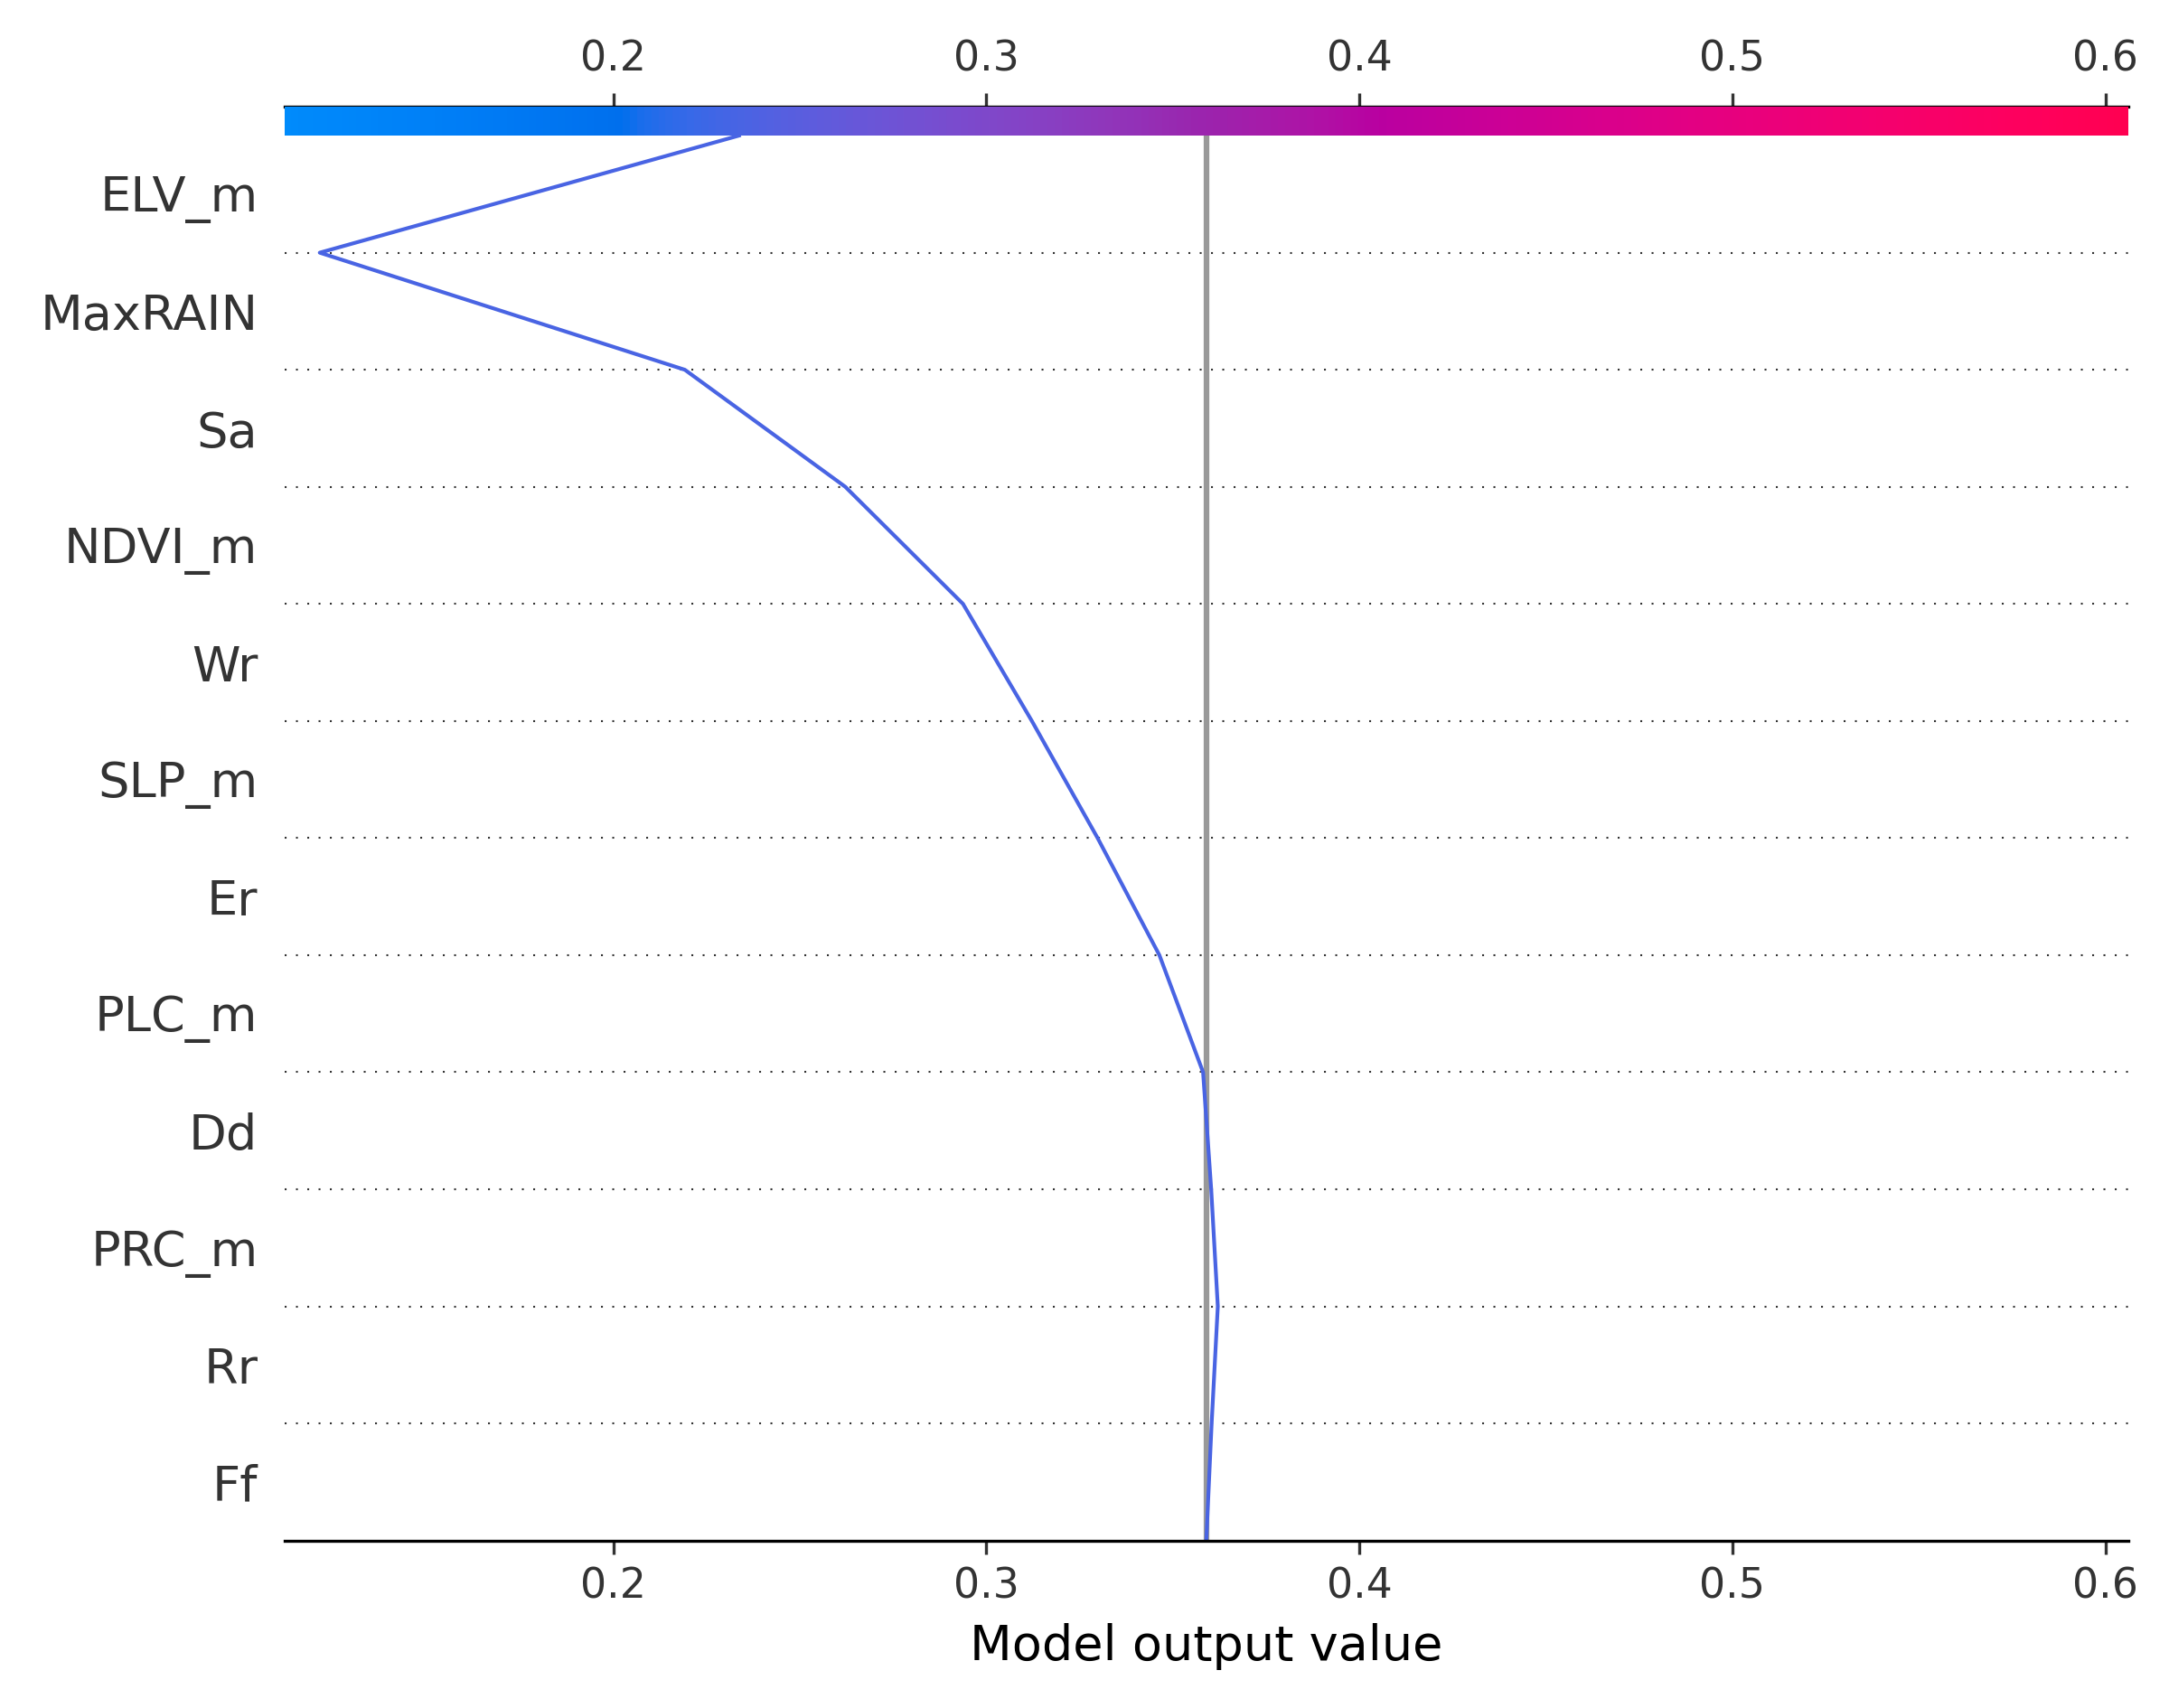 0.2 0.3 0.4 0.5 0.6
ELV_m
MaxRAIN
Sa
NDVI_m
Wr
SLP_m
Er
PLC_m
Dd
PRC_m
Rr
Ff
0.2 0.3 0.4 0.5 0.6
Model output value